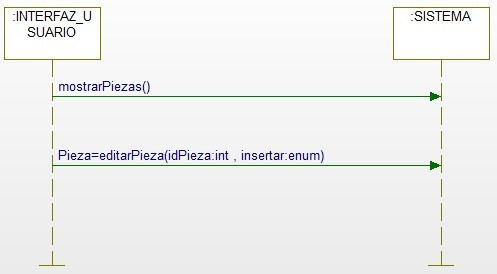 :INTERFAZ_U
SUARIO
:SISTEMA
mostrarPiezas()
Pieza=editarPieza(idPieza:int , insertar:enum)